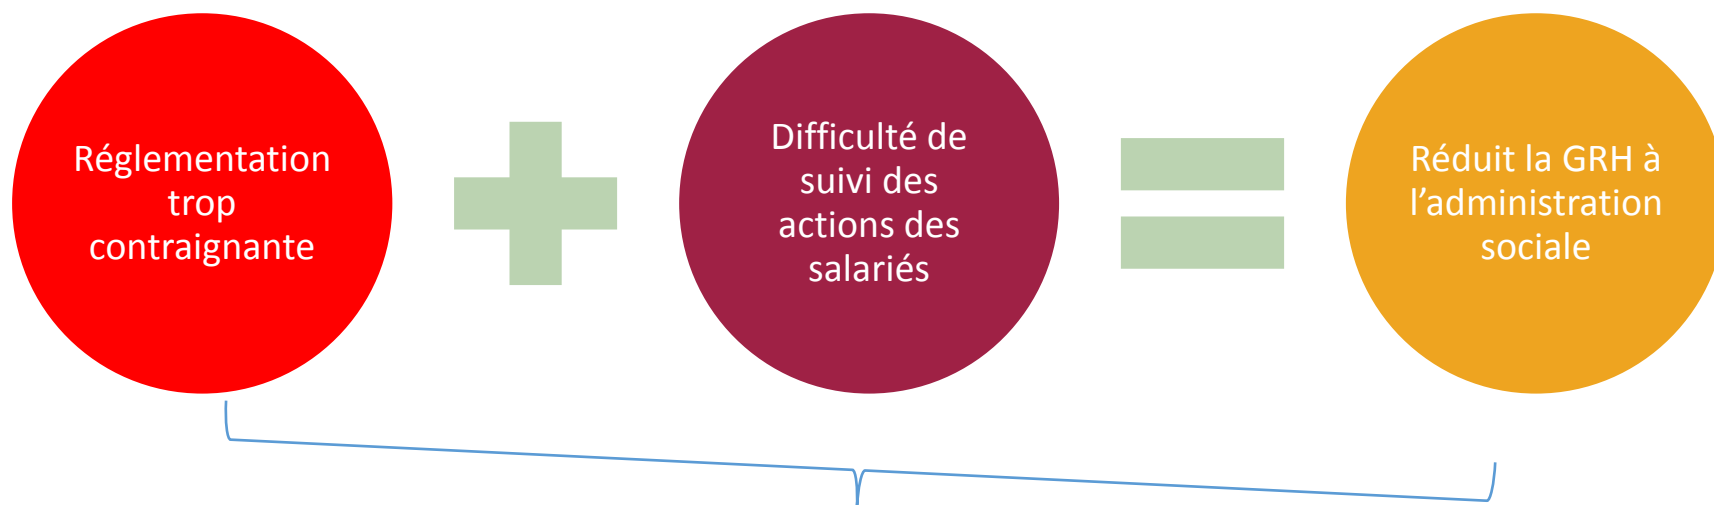 Réglementation
trop
contraignante
Difficulté de
suivi des
actions des
salariés
Réduit la GRH à
l’administration
sociale